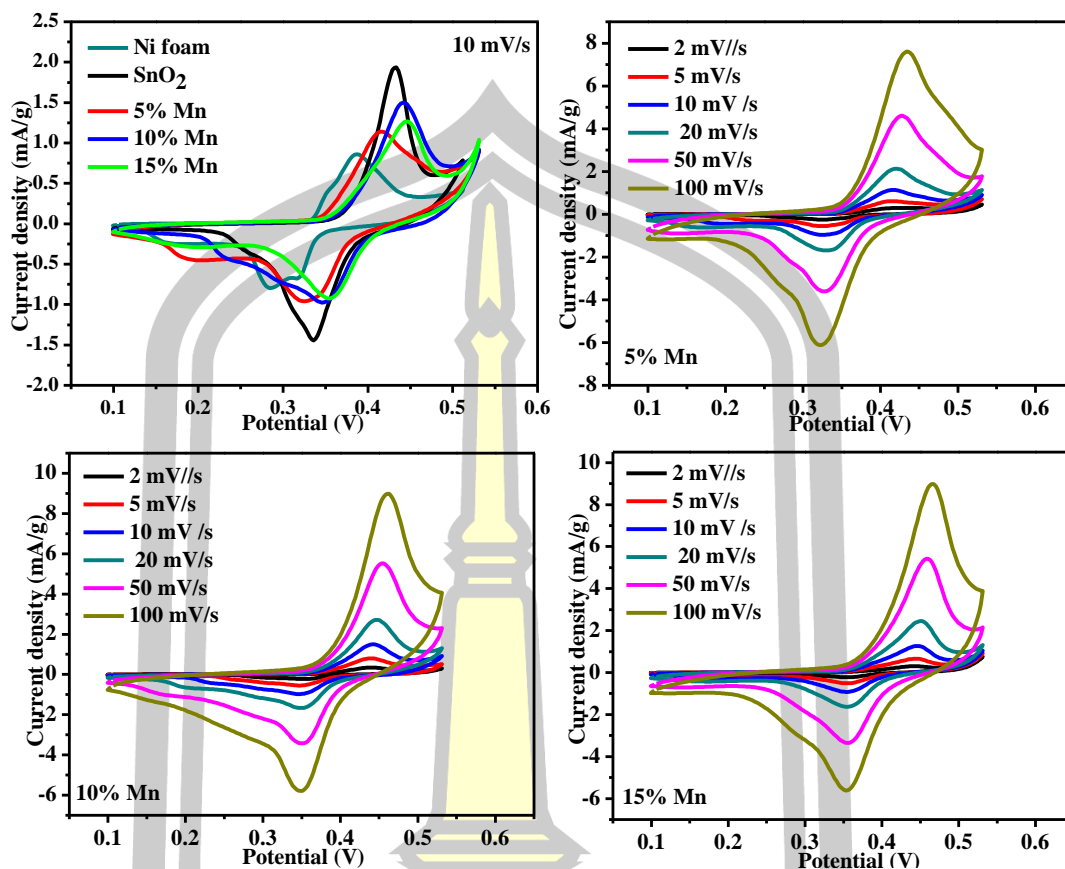 10 mV/s
Ni foam
SnO2
5% Mn
10% Mn
15% Mn
Current density (mA/g)
2.5
2.0
1.5
1.0
0.5
0.0
0.5
1.0
-1.5
-2.0
0.1 0.2 0.3 0.4 0.5 0.6
Potential (V)
2 mV//s
5 mV/s
10 mV /s
20 mV/s
50 mV/s
100 mV/s
Current density (mA/g)
8
6
4
2
0
-2
-4
-6
-8
5% Mn
0.1 0.2 0.3 0.4 0.5 0.6
Potential (V)
2 mV//s
5 mV/s
10 mV /s
20 mV/s
50 mV/s
100 mV/s
Current density (mA/g)
10
8
6
4
2
0
-2
-4
-6
10% Mn
0.1 0.2 0.3 0.4 0.5 0.6
Potential (V)
2 mV//s
5 mV/s
10 mV /s
20 mV/s
50 mV/s
100 mV/s
Current density (mA/g)
10
8
6
4
2
0
-2
-4
-6
15% Mn
0.1 0.2 0.3 0.4 0.5 0.6
Potential (V)